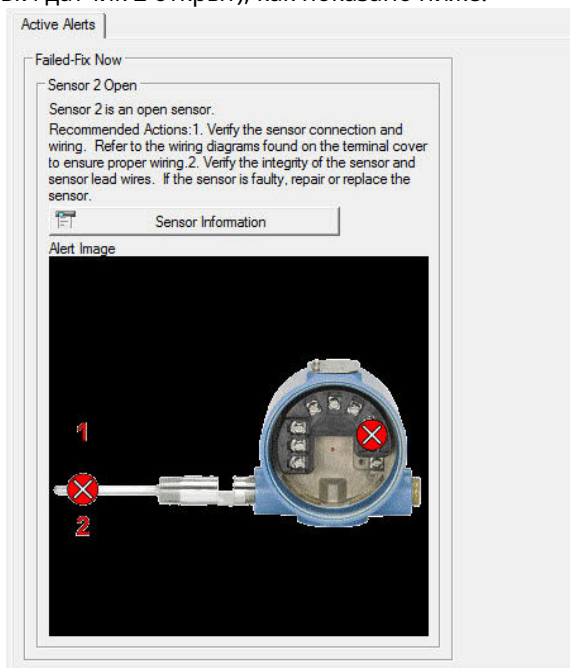 Active Alerts
Failed-Fix Now
Sensor 2 Open
Sensor 2 is an open sensor.
Recommended Actions:1. Verify the sensor connection and
wiring. Refer to the wiring diagrams found on the terminal cover
to ensure proper wiring.2. Verify the integrity of the sensor and
sensor lead wires. If the sensor is faulty, repair or replace the
sensor.
Sensor Information
Alert Image
1
2